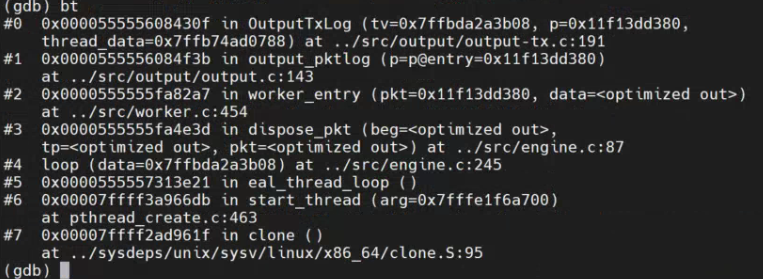 (gdb) bt
#0  0x000055555608430f in OutputTxLog (tv=0x7ffbda2a3b08, p=0x11f13dd380,
    thread_data=0x7ffb74ad0788) at ../src/output/output-tx.c:191
#1  0x0000555556084f3b in output_pktlog (p=p@entry=0x11f13dd380)
    at ../src/output/output.c:143
#2  0x0000555555fa82a7 in worker_entry (pkt=0x11f13dd380, data=<optimized out>)
    at ../src/worker.c:454
#3  0x0000555555fa4e3d in dispose_pkt (beg=<optimized out>,
    tp=<optimized out>, pkt=<optimized out>) at ../src/engine.c:87
#4  loop (data=0x7ffbda2a3b08) at ../src/engine.c:245
#5  0x0000555557313e21 in eal_thread_loop ()
#6  0x00007ffff3a966db in start_thread (arg=0x7fffe1f6a700)
    at pthread_create.c:463
#7  0x00007ffff2ad961f in clone ()
    at ../sysdeps/unix/sysv/linux/x86_64/clone.S:95
(gdb)